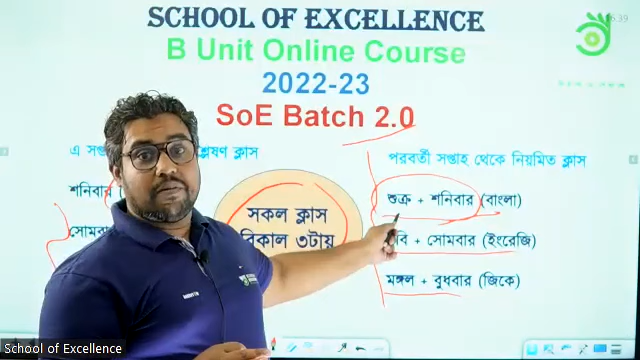 SCHOOL OF EXCELLENCE
B Unit Online Course
2022-23
SoE Batch 2.0
এ
ক্লাস
শনিবার
সকল ক্লাস
বিকাল ৩টায়
পরবর্তী সপ্তাহ থেকে নিয়মিত ক্লাস
শুক্র + শনিবার (বাংলা)
+ সোমবার (ইংরেজি)
মঙ্গল + বুধবার (জিকে)
School of Excellence